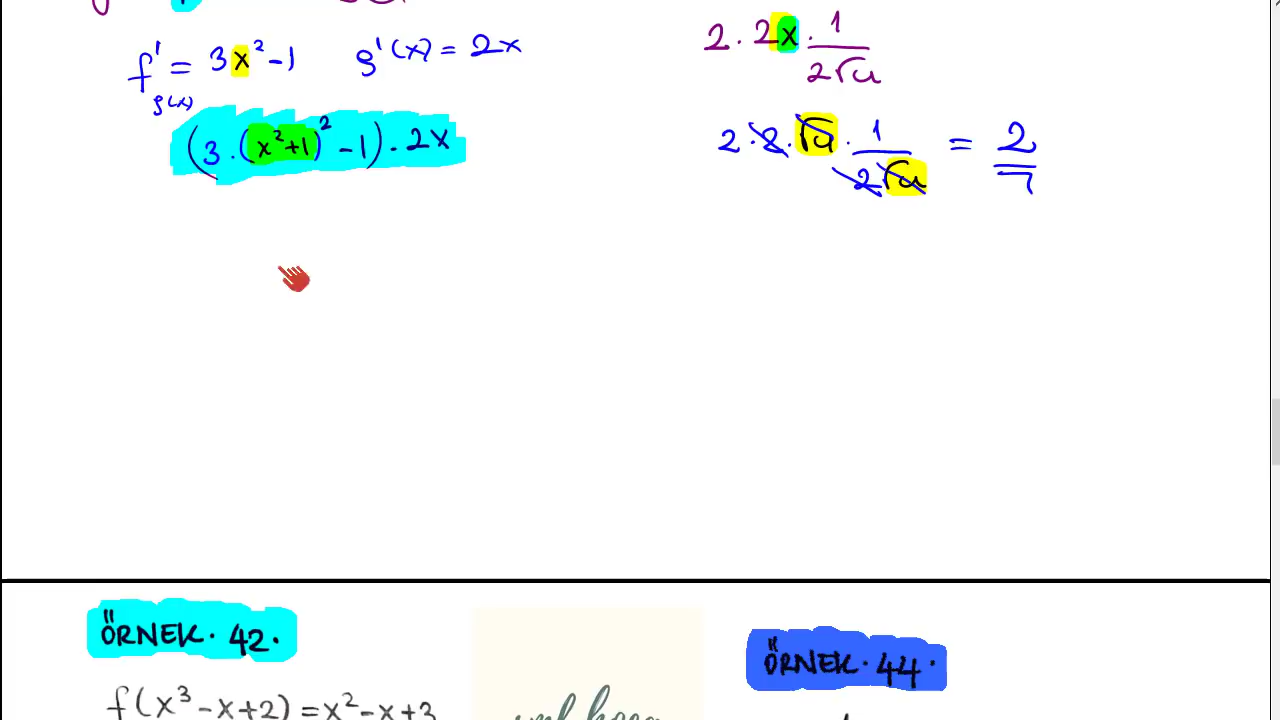 f' = 3x² - 1   g'(x) = 2x
g(x)
(3 . (x²+1)² - 1) . 2x
2 . 2x . 1/(2√u)
2 . 2 . √u . 1/(2√u) = 2
ÖRNEK . 42 .
f(x³ - x + 2) = x² - x + 3
ÖRNEK . 44 .